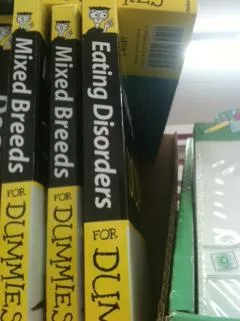 Mixed Breeds
FOR
DUMMIES
Mixed Breeds
FOR
DUMMIES
Eating Disorders
FOR
DUM